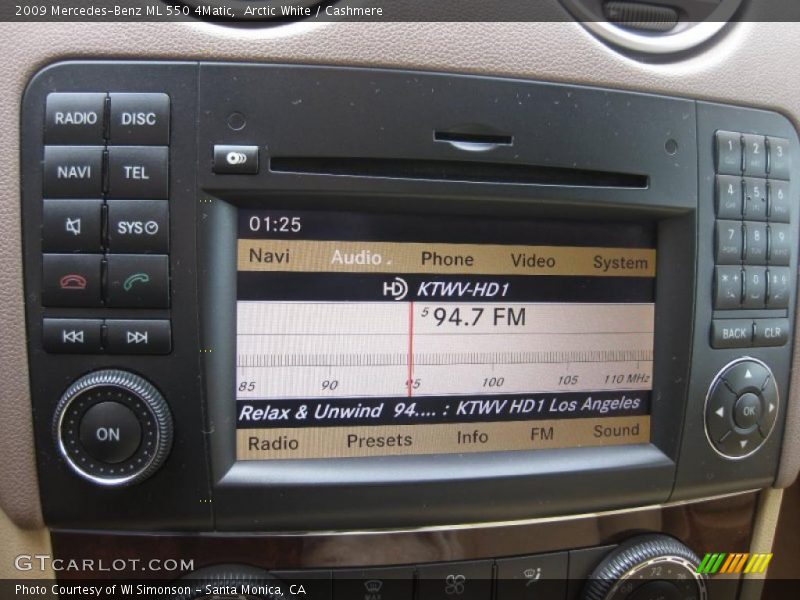 2009 Mercedes-Benz ML 550 4Matic, Arctic White / Cashmere
RADIO DISC
NAVI TEL
SYS
ON
01:25
Navi Audio Phone Video System
HD KTWV-HD1
5 94.7 FM
85 90 95 100 105 110 MHz
Relax & Unwind 94.... : KTWV HD1 Los Angeles
Radio Presets Info FM Sound
1 2 3
4 5 6
7 8 9
* 0 #
BACK CLR
OK
72
GTCARLOT.COM
Photo Courtesy of WI Simonson - Santa Monica, CA